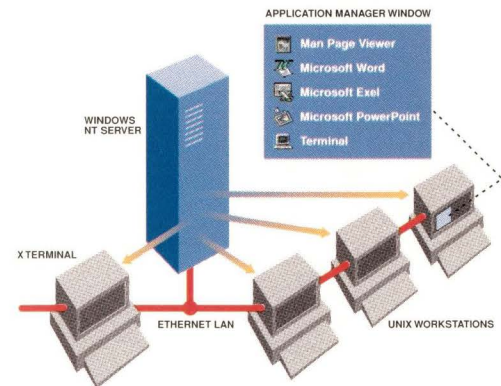 APPLICATION MANAGER WINDOW
Man Page Viewer
Microsoft Word
Microsoft Exel
Microsoft PowerPoint
Terminal
WINDOWS
NT SERVER
X TERMINAL
ETHERNET LAN
UNIX WORKSTATIONS